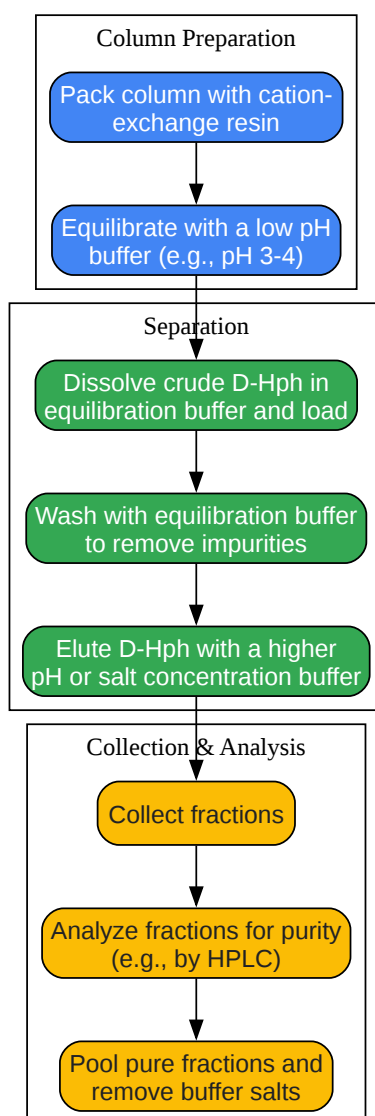 Column Preparation
Pack column with cation-
exchange resin
Equilibrate with a low pH
buffer (e.g., pH 3-4)
Separation
Dissolve crude D-Hph in
equilibration buffer and load
Wash with equilibration buffer
to remove impurities
Elute D-Hph with a higher
pH or salt concentration buffer
Collection & Analysis
Collect fractions
Analyze fractions for purity
(e.g., by HPLC)
Pool pure fractions and
remove buffer salts